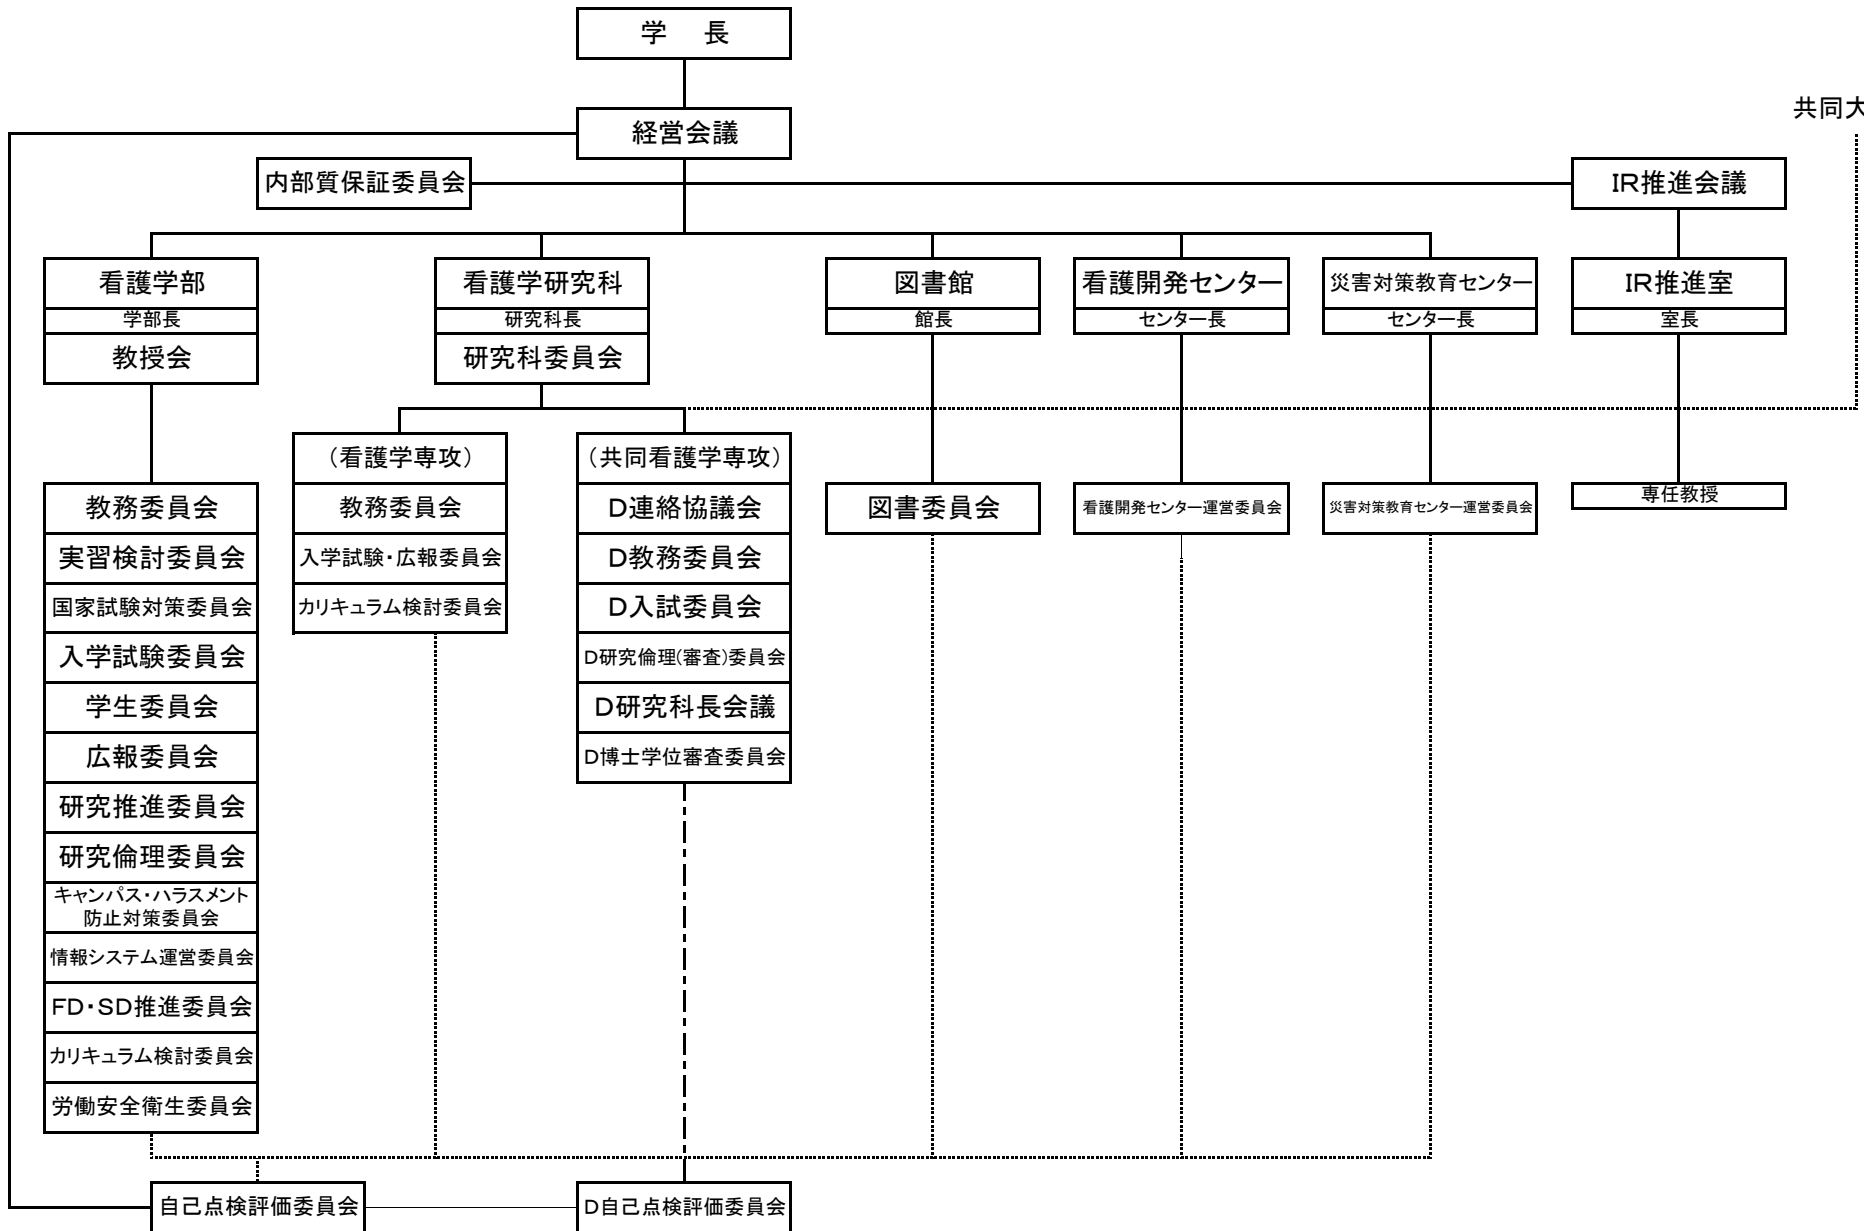 学　長
共同大
経営会議
内部質保証委員会
IR推進会議
看護学部
学部長
教授会
看護学研究科
研究科長
研究科委員会
図書館
館長
看護開発センター
センター長
災害対策教育センター
センター長
IR推進室
室長
（看護学専攻）
教務委員会
入学試験・広報委員会
カリキュラム検討委員会
（共同看護学専攻）
D連絡協議会
D教務委員会
D入試委員会
D研究倫理(審査)委員会
D研究科長会議
D博士学位審査委員会
教務委員会
実習検討委員会
国家試験対策委員会
入学試験委員会
学生委員会
広報委員会
研究推進委員会
研究倫理委員会
キャンパス・ハラスメント
防止対策委員会
情報システム運営委員会
FD・SD推進委員会
カリキュラム検討委員会
労働安全衛生委員会
図書委員会
看護開発センター運営委員会
災害対策教育センター運営委員会
専任教授
自己点検評価委員会
D自己点検評価委員会